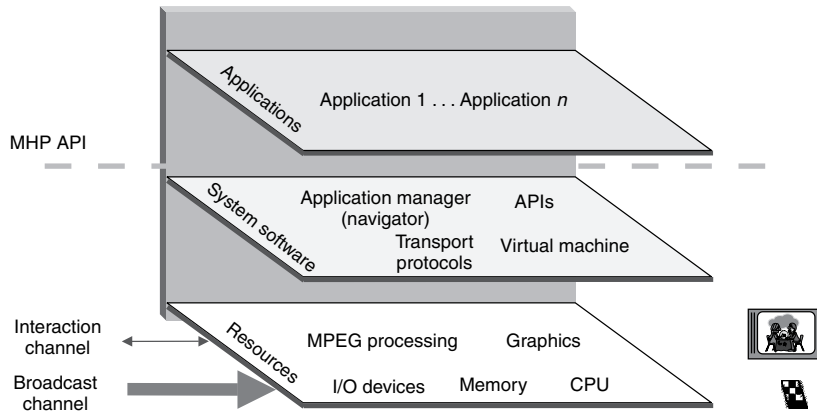 Applications
Application 1 . . . Application n
MHP API
System software
Application manager
(navigator)
APIs
Transport
protocols
Virtual machine
Resources
MPEG processing
Graphics
I/O devices
Memory
CPU
Interaction
channel
Broadcast
channel